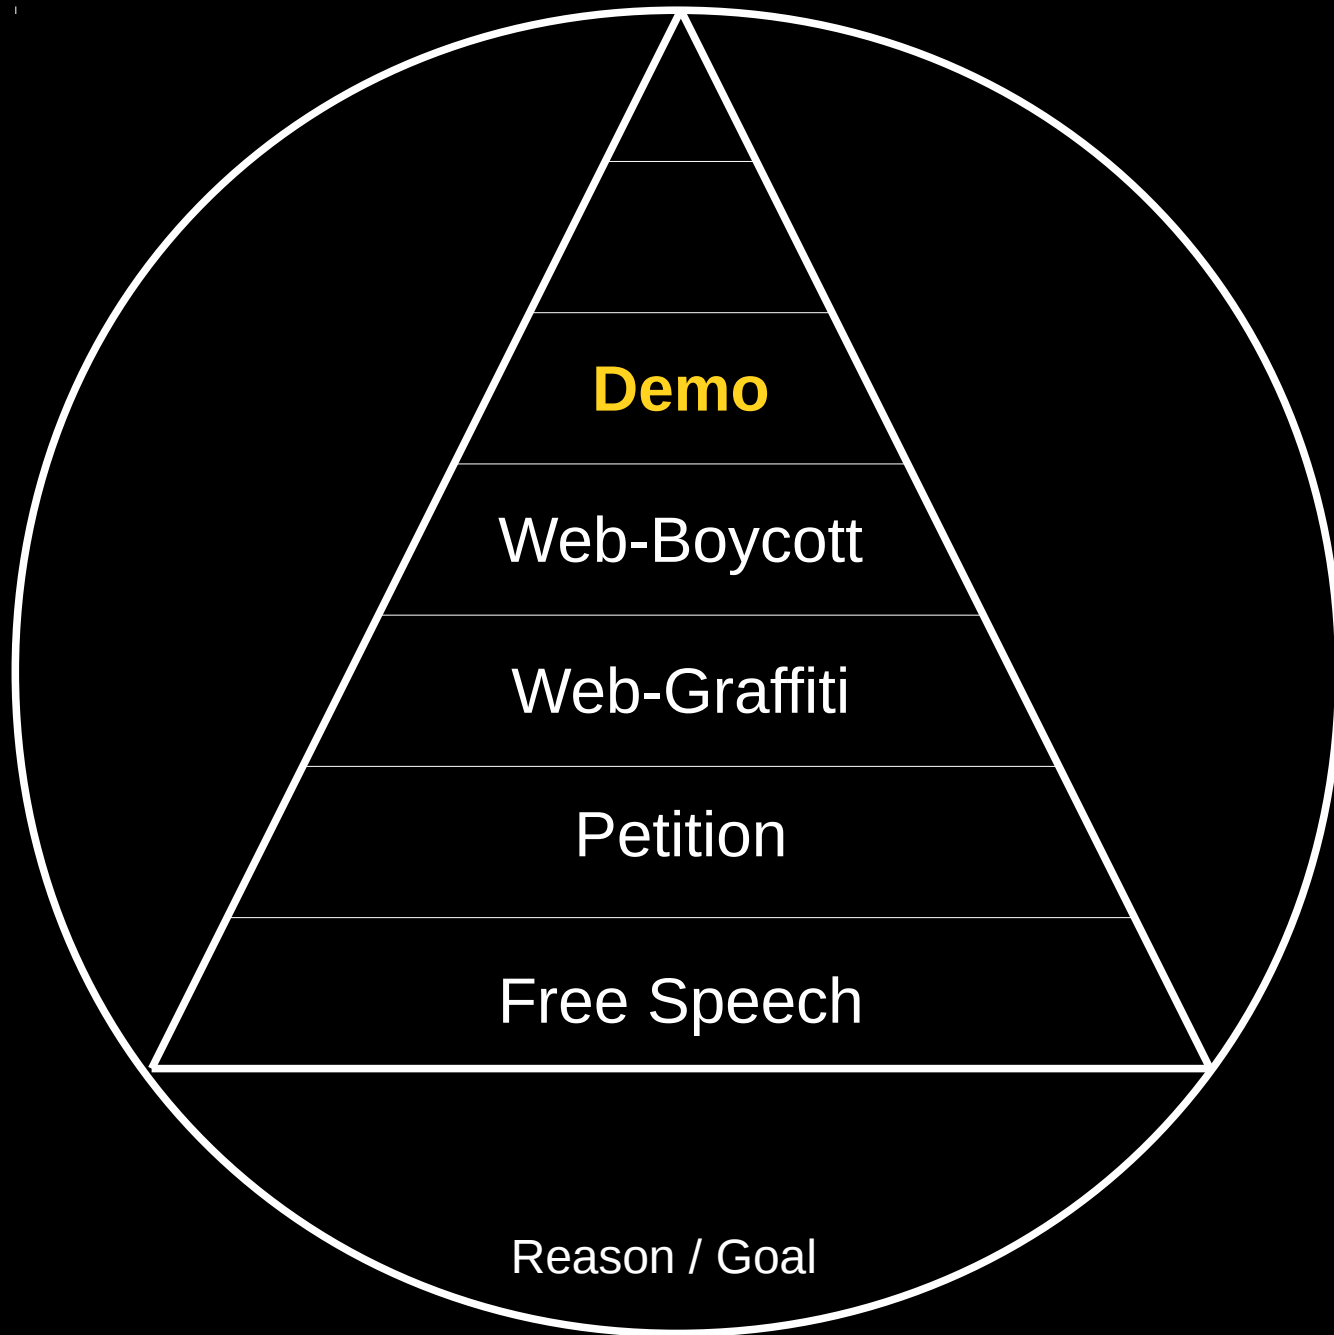 Demo
Web-Boycott
Web-Graffiti
Petition
Free Speech
Reason / Goal